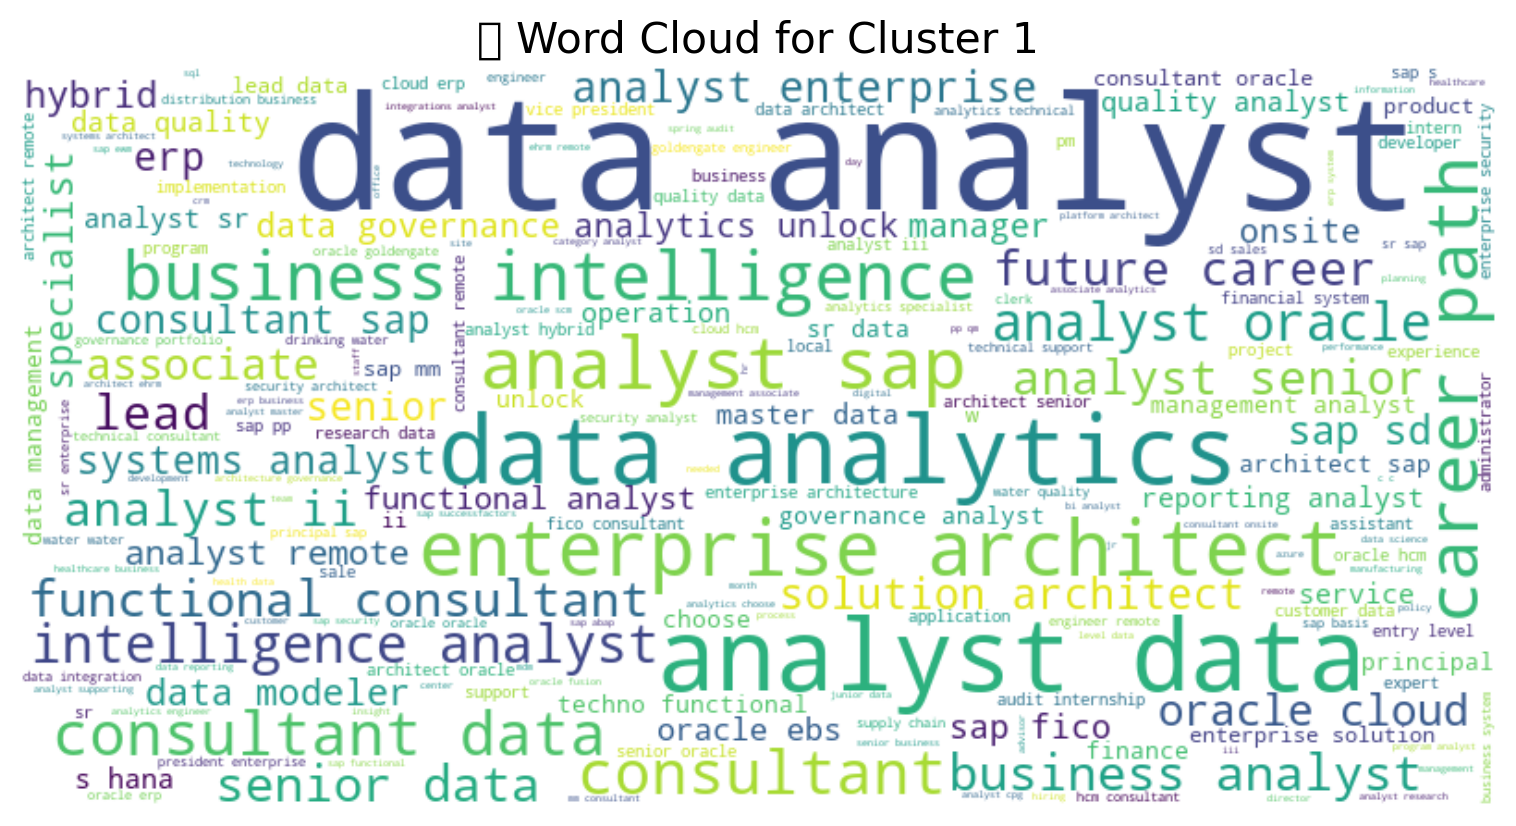 Word Cloud for Cluster 1
sql
lead data
cloud erp
engineer
analyst enterprise
consultant oracle
sap s
healthcare
hybrid
distribution business
integrations analyst
vice president
data architect
analytics technical
quality analyst
information
product
data quality
systems architect
sap ewm
erp
technology
implementation
crm
office
data analyst
spring audit
ehrm remote
goldengate engineer
day
business
quality data
pm
intern
developer
erp system
enterprise security
architect remote
specialist
analyst sr
data governance
analytics unlock
manager
platform architect
onsite
career path
program
oracle goldengate
site
category analyst
analyst iii
sd sales
sr sap
business intelligence
future career
planning
associate analytics
consultant sap
consultant remote
oracle scm
operation
analytics specialist
clerk
financial system
analyst oracle
governance portfolio
drinking water
analyst hybrid
cloud hcm
sr data
pp qm
local
technical support
project
performance
experience
data management
associate
staff
sap mm
analyst sap
hr
analyst senior
architect ehrm
security architect
management associate
digital
architect senior
management analyst
administrator
lead
erp business
analyst master
sap pp
senior
unlock
security analyst
master data
w
sap sd
sr enterprise
technical consultant
research data
data analytics
systems analyst
needed
architect sap
development
architecture governance
c c
analyst ii
team
functional analyst
ii
enterprise architecture
water quality
reporting analyst
bi analyst
sap successfactors
fico consultant
governance analyst
consultant onsite
assistant
principal sap
water water
analyst remote
enterprise architect
jr
azure
data science
oracle hcm
manufacturing
healthcare business
sale
health data
month
functional consultant
solution architect
remote
service
analytics choose
process
customer data
policy
customer
sap security
oracle oracle
sap abap
choose
application
engineer remote
level data
sap basis
entry level
intelligence analyst
analyst data
data reporting
architect oracle
mdm
principal
data integration
analyst supporting
data modeler
center
oracle fusion
support
junior data
expert
audit internship
techno functional
sr
analytics engineer
insight
consultant data
oracle ebs
supply chain
sap fico
advisor
oracle cloud
enterprise solution
iii
business system
president enterprise
sap functional
senior oracle
senior business
finance
program analyst
s hana
senior data
consultant
business analyst
management
oracle erp
mm consultant
analyst cpg
hiring
hcm consultant
director
analyst research